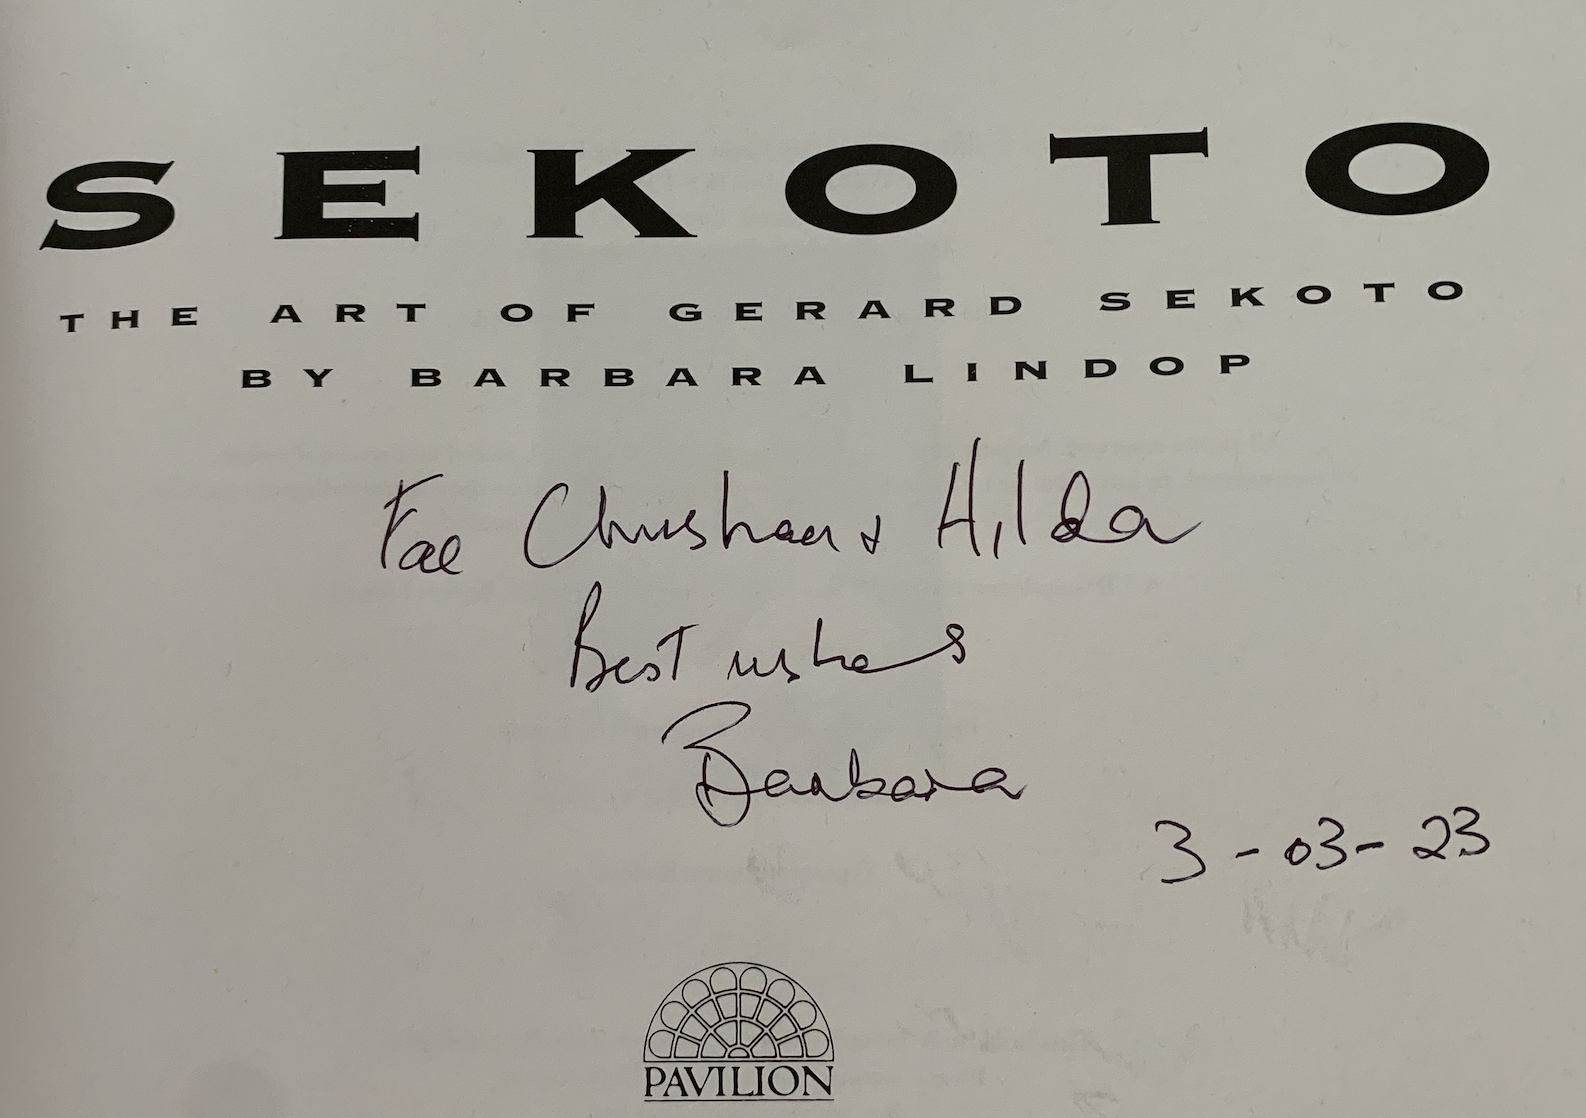 SEKOTO
THE ART OF GERARD SEKOTO
BY BARBARA LINDOP
For Christian & Hilda
Best wishes
Barbara
3-03-23
PAVILION